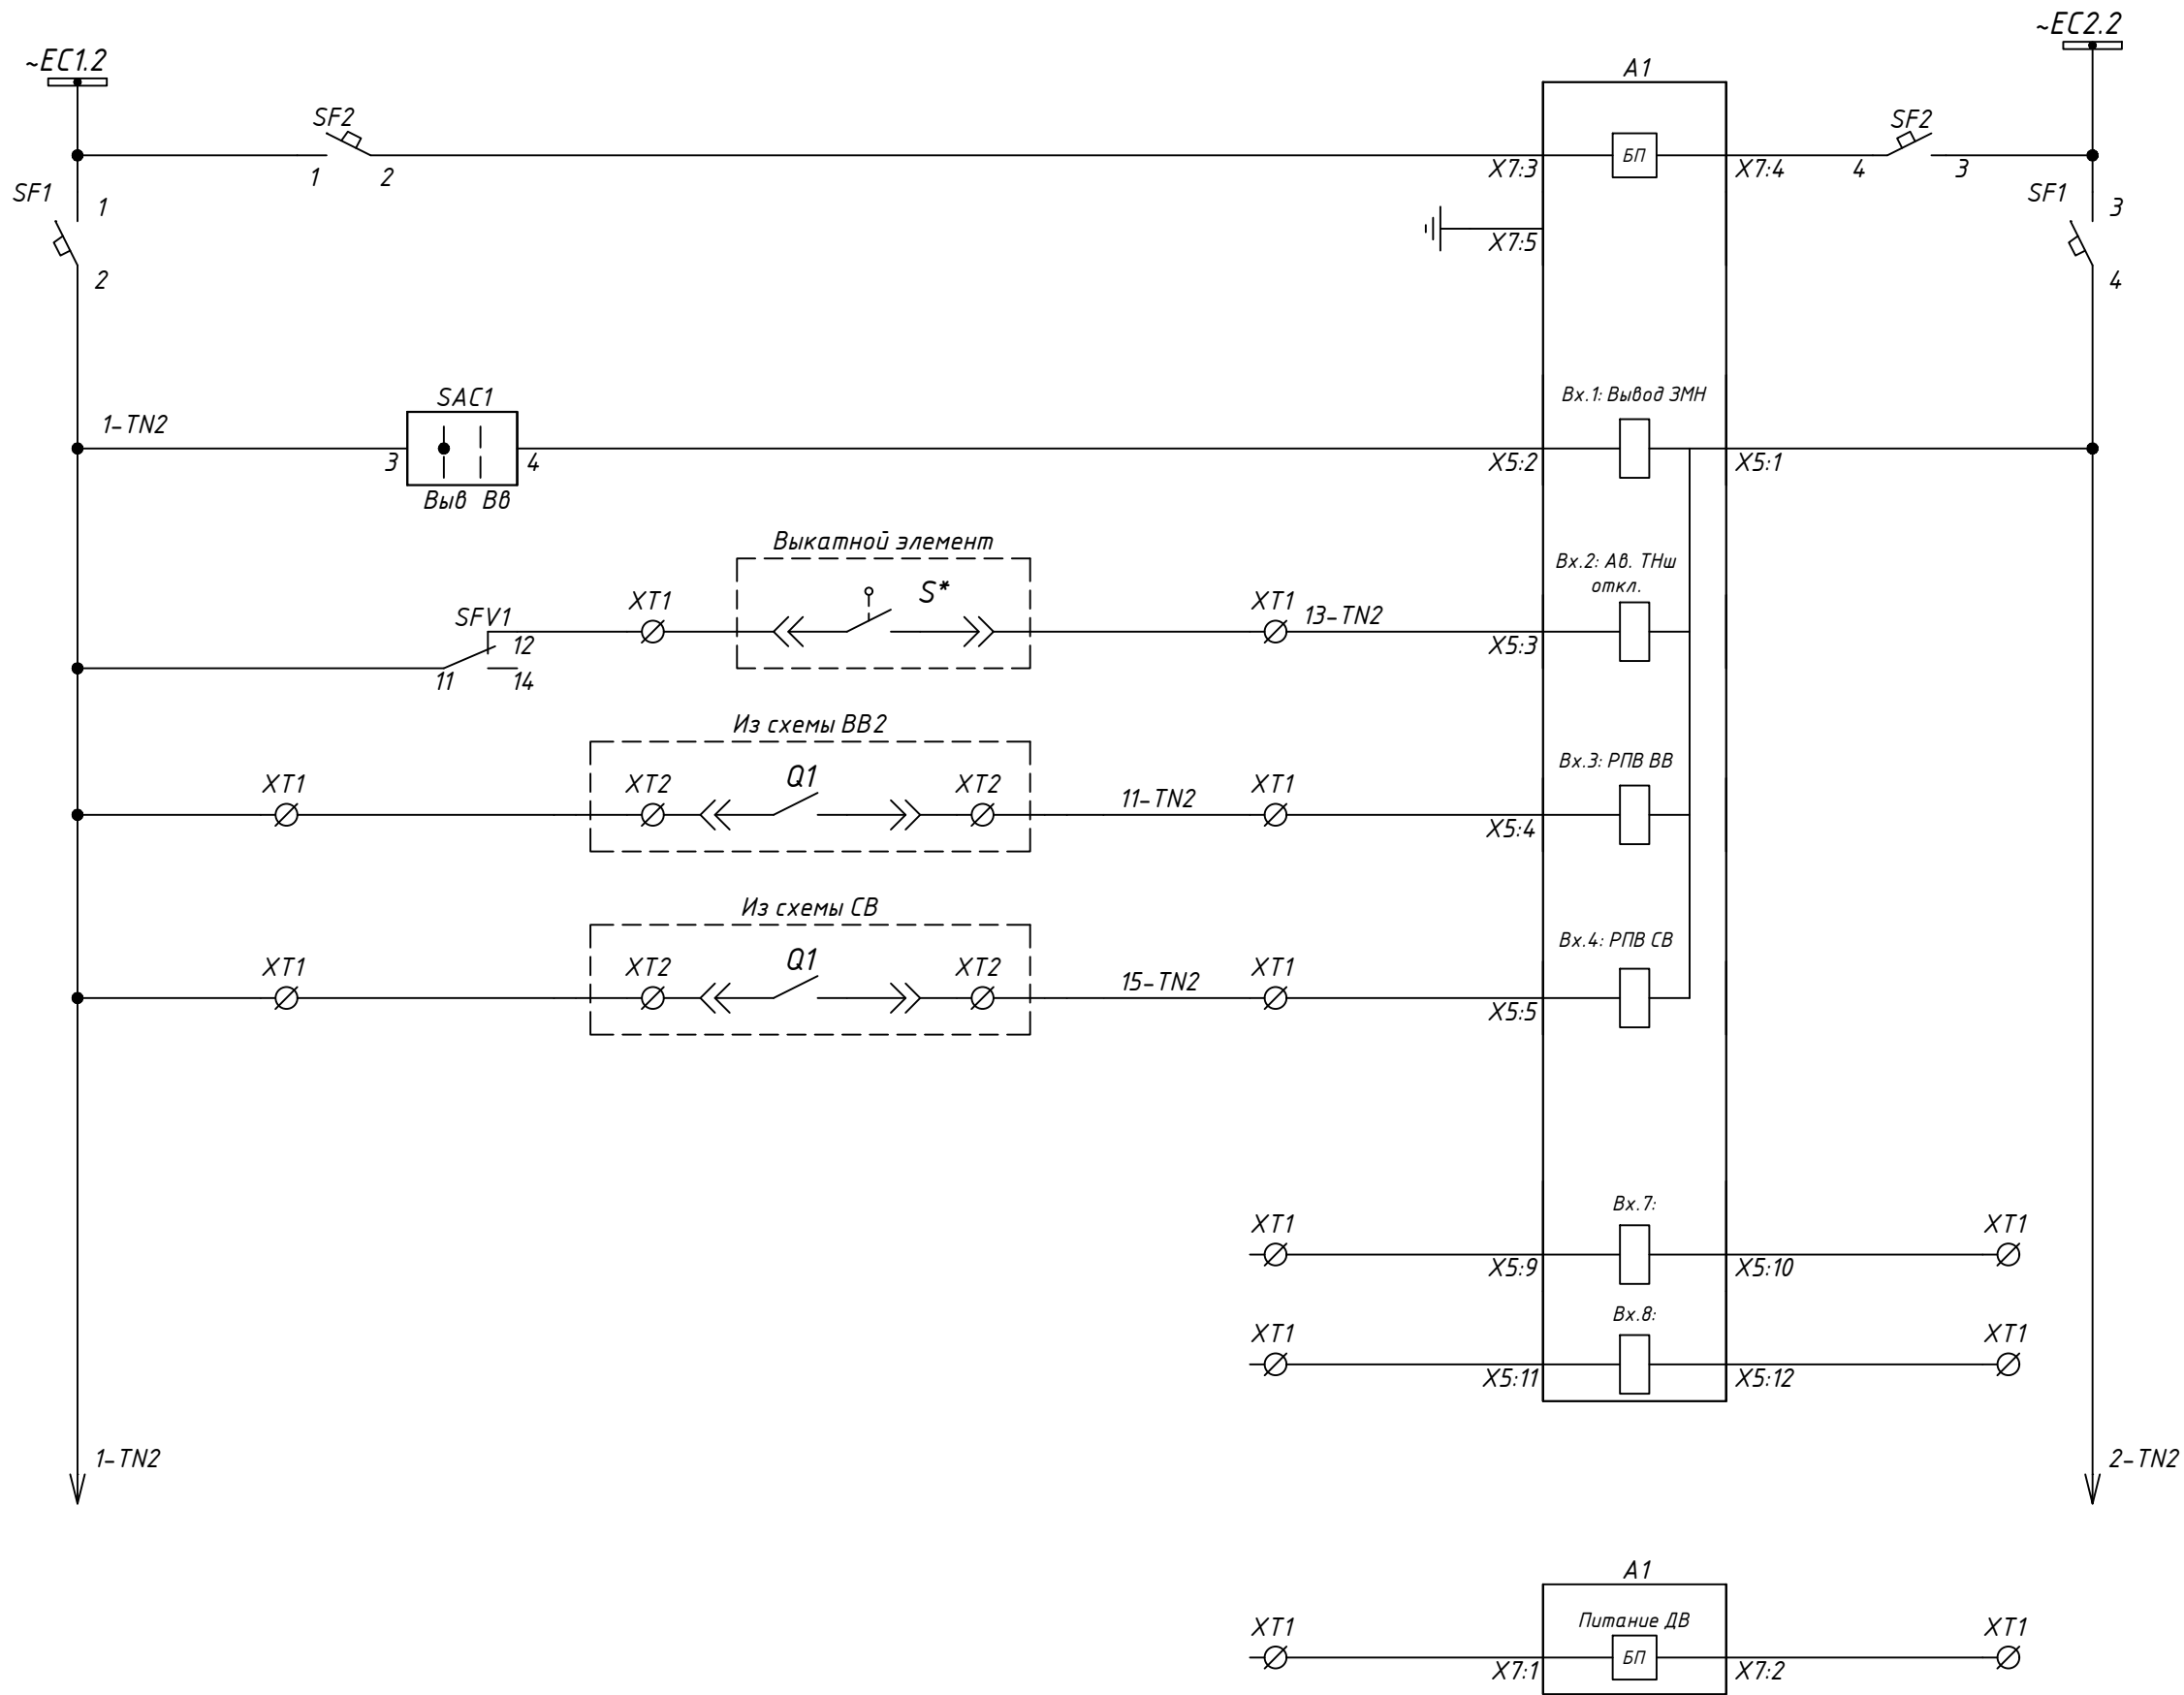 ~ЕС1.2
~ЕС2.2
А1
SF2
SF2
БП
1
2
X7:3
X7:4
4
3
SF1
1
2
SF1
3
4
X7:5
Вх.1: Вывод ЗМН
SAC1
1-TN2
3
4
X5:2
X5:1
Выв Вв
Выкатной элемент
Вх.2: Ав. ТНш
откл.
S*
XT1
XT1
13-TN2
SFV1
12
X5:3
11
14
Из схемы ВВ2
Вх.3: РПВ ВВ
XT1
XT2
Q1
XT2
11-TN2
XT1
X5:4
Из схемы СВ
Вх.4: РПВ СВ
XT1
XT2
Q1
XT2
15-TN2
XT1
X5:5
Вх.7:
XT1
XT1
X5:9
X5:10
Вх.8:
XT1
XT1
X5:11
X5:12
1-TN2
2-TN2
А1
Питание ДВ
XT1
XT1
БП
X7:1
X7:2